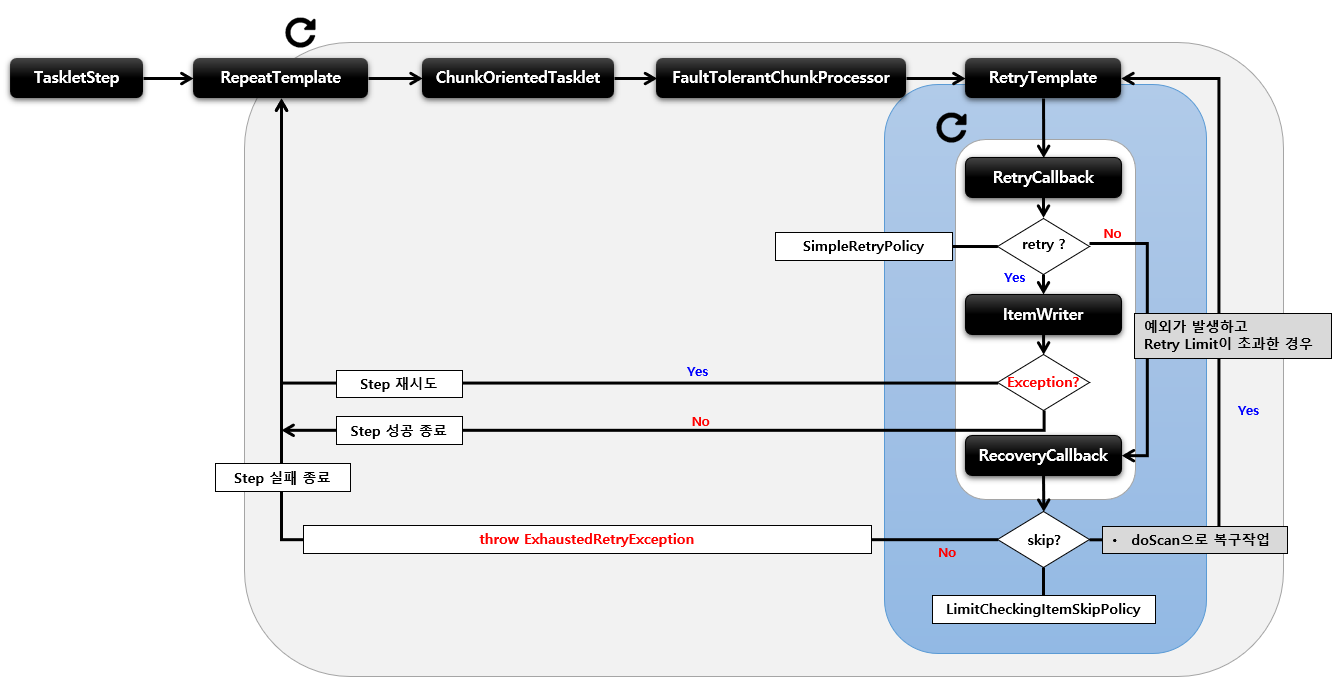 TaskletStep
RepeatTemplate
ChunkOrientedTasklet
FaultTolerantChunkProcessor
RetryTemplate
RetryCallback
SimpleRetryPolicy
retry ?
No
Yes
ItemWriter
예외가 발생하고
Retry Limit이 초과한 경우
Step 재시도
Yes
Exception?
Step 성공 종료
No
Yes
RecoveryCallback
Step 실패 종료
throw ExhaustedRetryException
No
skip?
• doScan으로 복구작업
LimitCheckingItemSkipPolicy